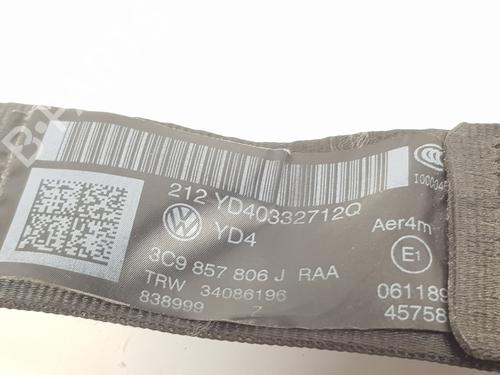 212 YD40332712Q
YD4
3C9 857 806 J RAA
TRW 34086196
838999 Z
Aer4m
E1
061189
45758